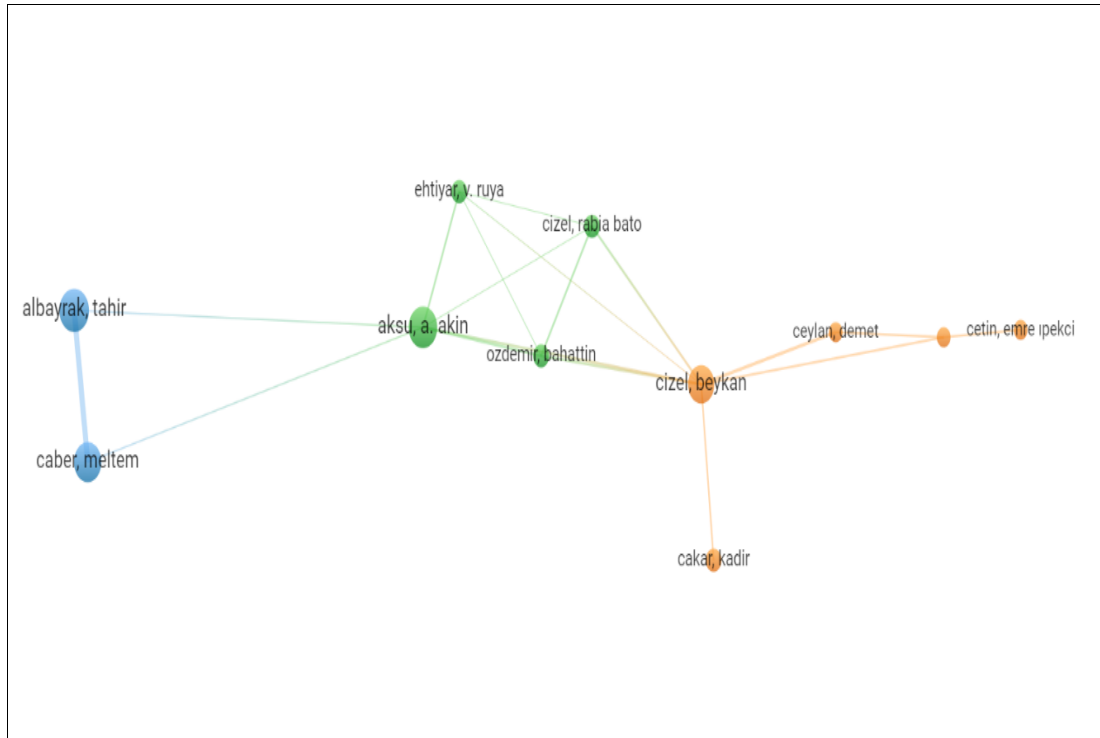 ehtiyar, v. ruya
cizel, rabia bato
albayrak, tahir
aksu, a. akin
ozdemir, bahattin
ceylan, demet
cetin, emre ıpekci
cizel, beykan
caber, meltem
cakar, kadir